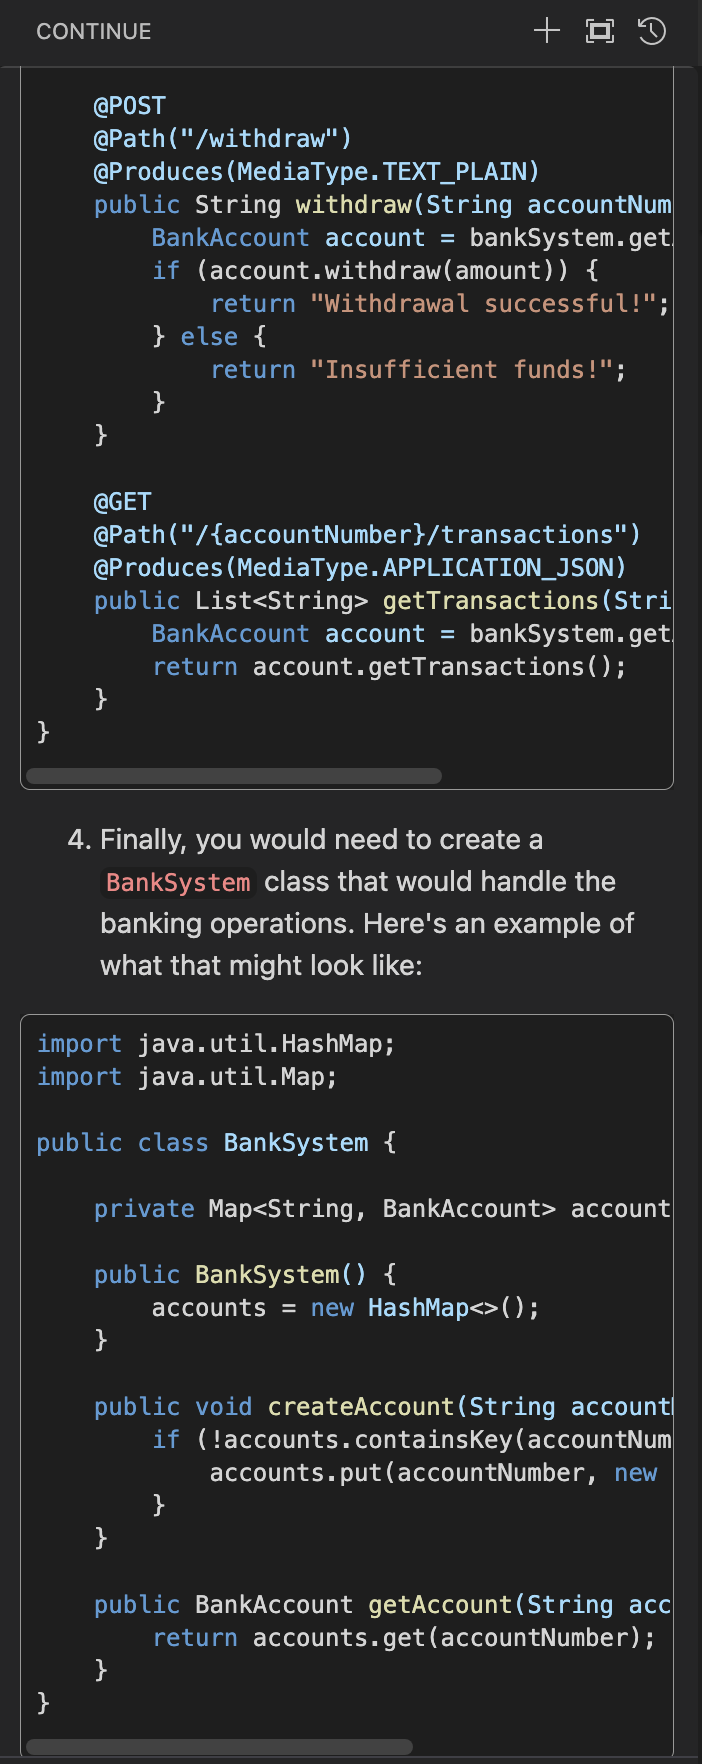 CONTINUE
@POST
@Path("/withdraw")
@Produces(MediaType.TEXT_PLAIN)
public String withdraw(String accountNum
BankAccount account = bankSystem.get
if (account.withdraw(amount)) {
return "Withdrawal successful!";
} else {
return "Insufficient funds!";
}
}
@GET
@Path("/{accountNumber}/transactions")
@Produces(MediaType.APPLICATION_JSON)
public List<String> getTransactions(Stri
BankAccount account = bankSystem.get
return account.getTransactions();
}
}
4. Finally, you would need to create a
BankSystem class that would handle the
banking operations. Here's an example of
what that might look like:
import java.util.HashMap;
import java.util.Map;
public class BankSystem {
private Map<String, BankAccount> account
public BankSystem() {
accounts = new HashMap<>();
}
public void createAccount(String account
if (!accounts.containsKey(accountNum
accounts.put(accountNumber, new
}
}
public BankAccount getAccount(String acc
return accounts.get(accountNumber);
}
}